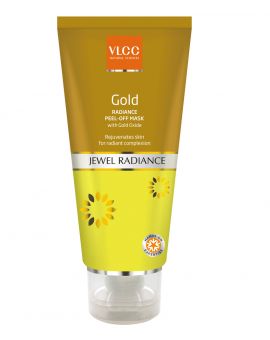 VLCC
NATURAL SCIENCES
Gold
RADIANCE
PEEL-OFF MASK
with Gold Oxide
Rejuvenates skin
for radiant complexion
JEWEL RADIANCE